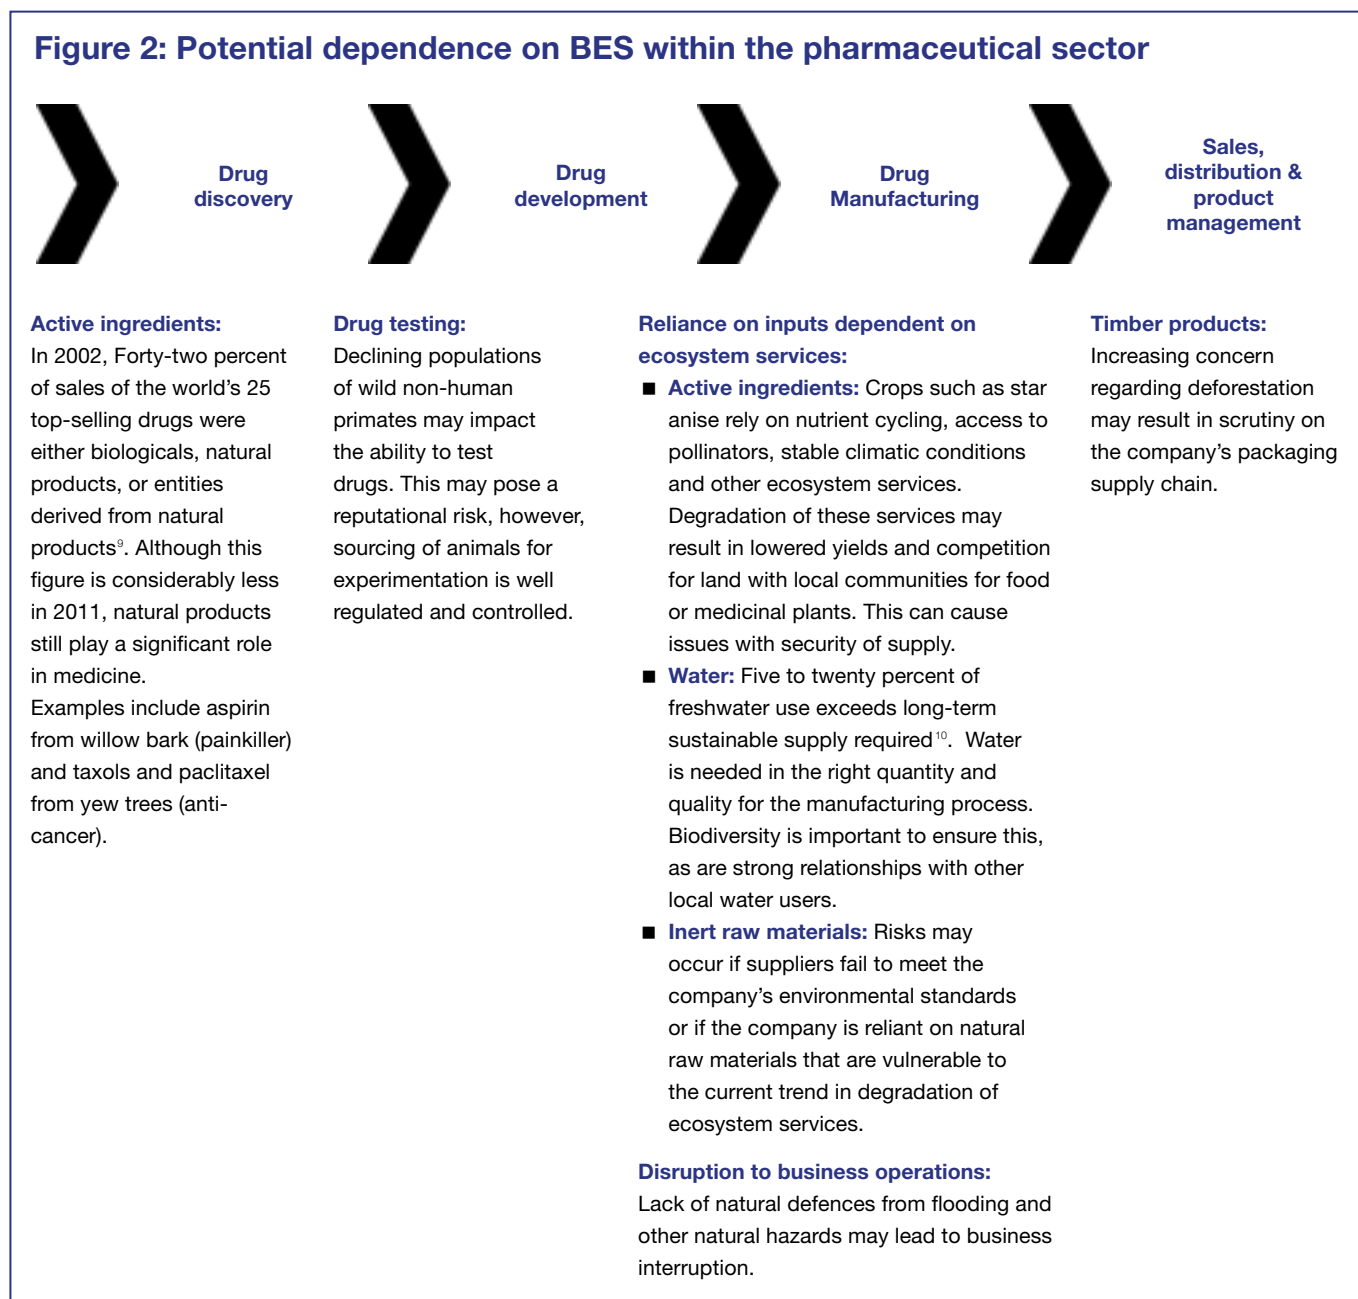 Figure 2: Potential dependence on BES within the pharmaceutical sector
Drug
discovery
Drug
development
Drug
Manufacturing
Sales,
distribution &
product
management
Active ingredients:
In 2002, Forty-two percent
of sales of the world’s 25
top-selling drugs were
either biologicals, natural
products, or entities
derived from natural
products⁹. Although this
figure is considerably less
in 2011, natural products
still play a significant role
in medicine.
Examples include aspirin
from willow bark (painkiller)
and taxols and paclitaxel
from yew trees (anti-
cancer).
Drug testing:
Declining populations
of wild non-human
primates may impact
the ability to test
drugs. This may pose a
reputational risk, however,
sourcing of animals for
experimentation is well
regulated and controlled.
Reliance on inputs dependent on
ecosystem services:
■ Active ingredients: Crops such as star
anise rely on nutrient cycling, access to
pollinators, stable climatic conditions
and other ecosystem services.
Degradation of these services may
result in lowered yields and competition
for land with local communities for food
or medicinal plants. This can cause
issues with security of supply.
■ Water: Five to twenty percent of
freshwater use exceeds long-term
sustainable supply required¹⁰. Water
is needed in the right quantity and
quality for the manufacturing process.
Biodiversity is important to ensure this,
as are strong relationships with other
local water users.
■ Inert raw materials: Risks may
occur if suppliers fail to meet the
company’s environmental standards
or if the company is reliant on natural
raw materials that are vulnerable to
the current trend in degradation of
ecosystem services.
Disruption to business operations:
Lack of natural defences from flooding and
other natural hazards may lead to business
interruption.
Timber products:
Increasing concern
regarding deforestation
may result in scrutiny on
the company’s packaging
supply chain.